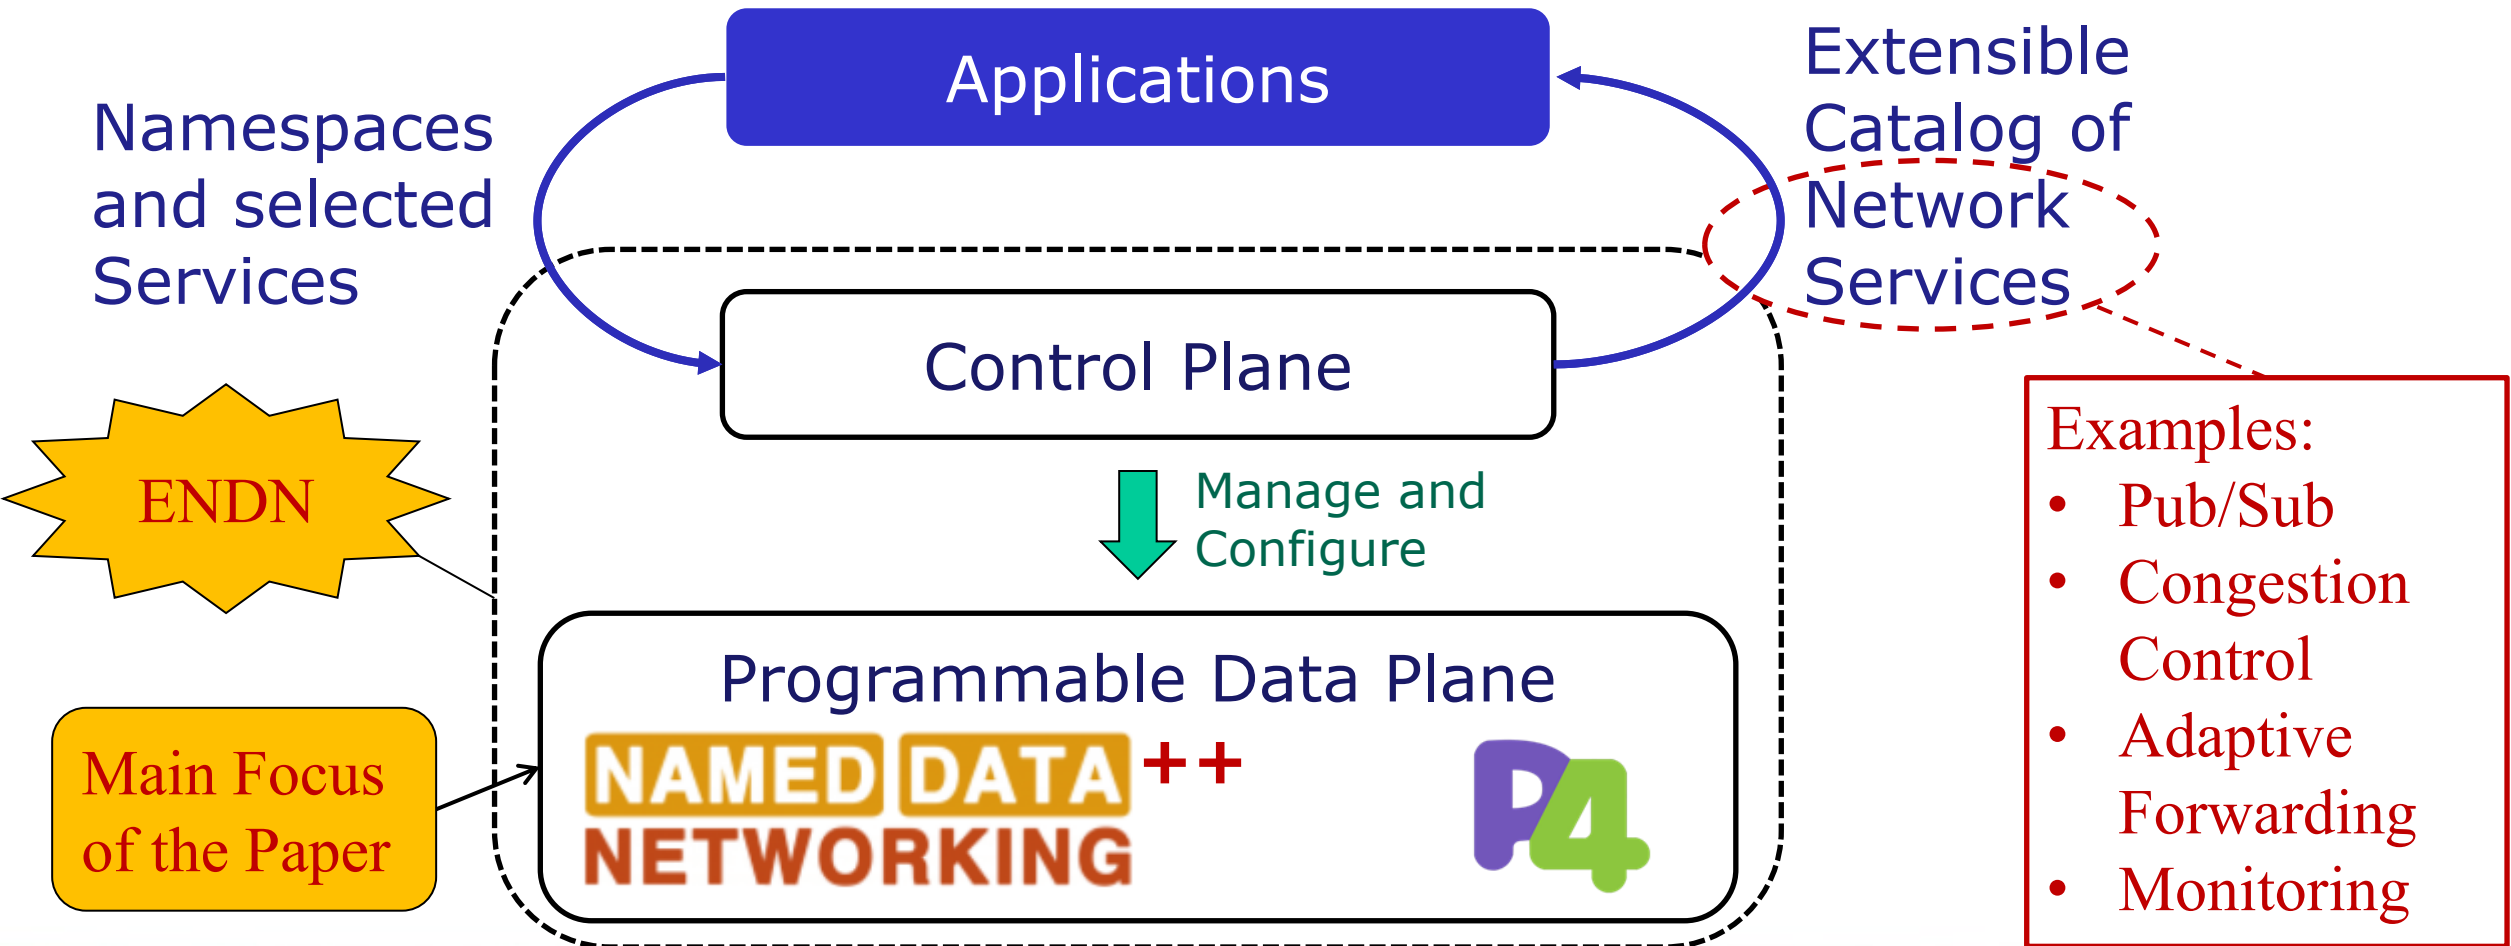 Applications
Namespaces
and selected
Services
Extensible
Catalog of
Network
Services
Control Plane
ENDN
Manage and
Configure
Examples:
• Pub/Sub
• Congestion
Control
• Adaptive
Forwarding
• Monitoring
Programmable Data Plane
NAMED DATA ++
NETWORKING
P4
Main Focus
of the Paper